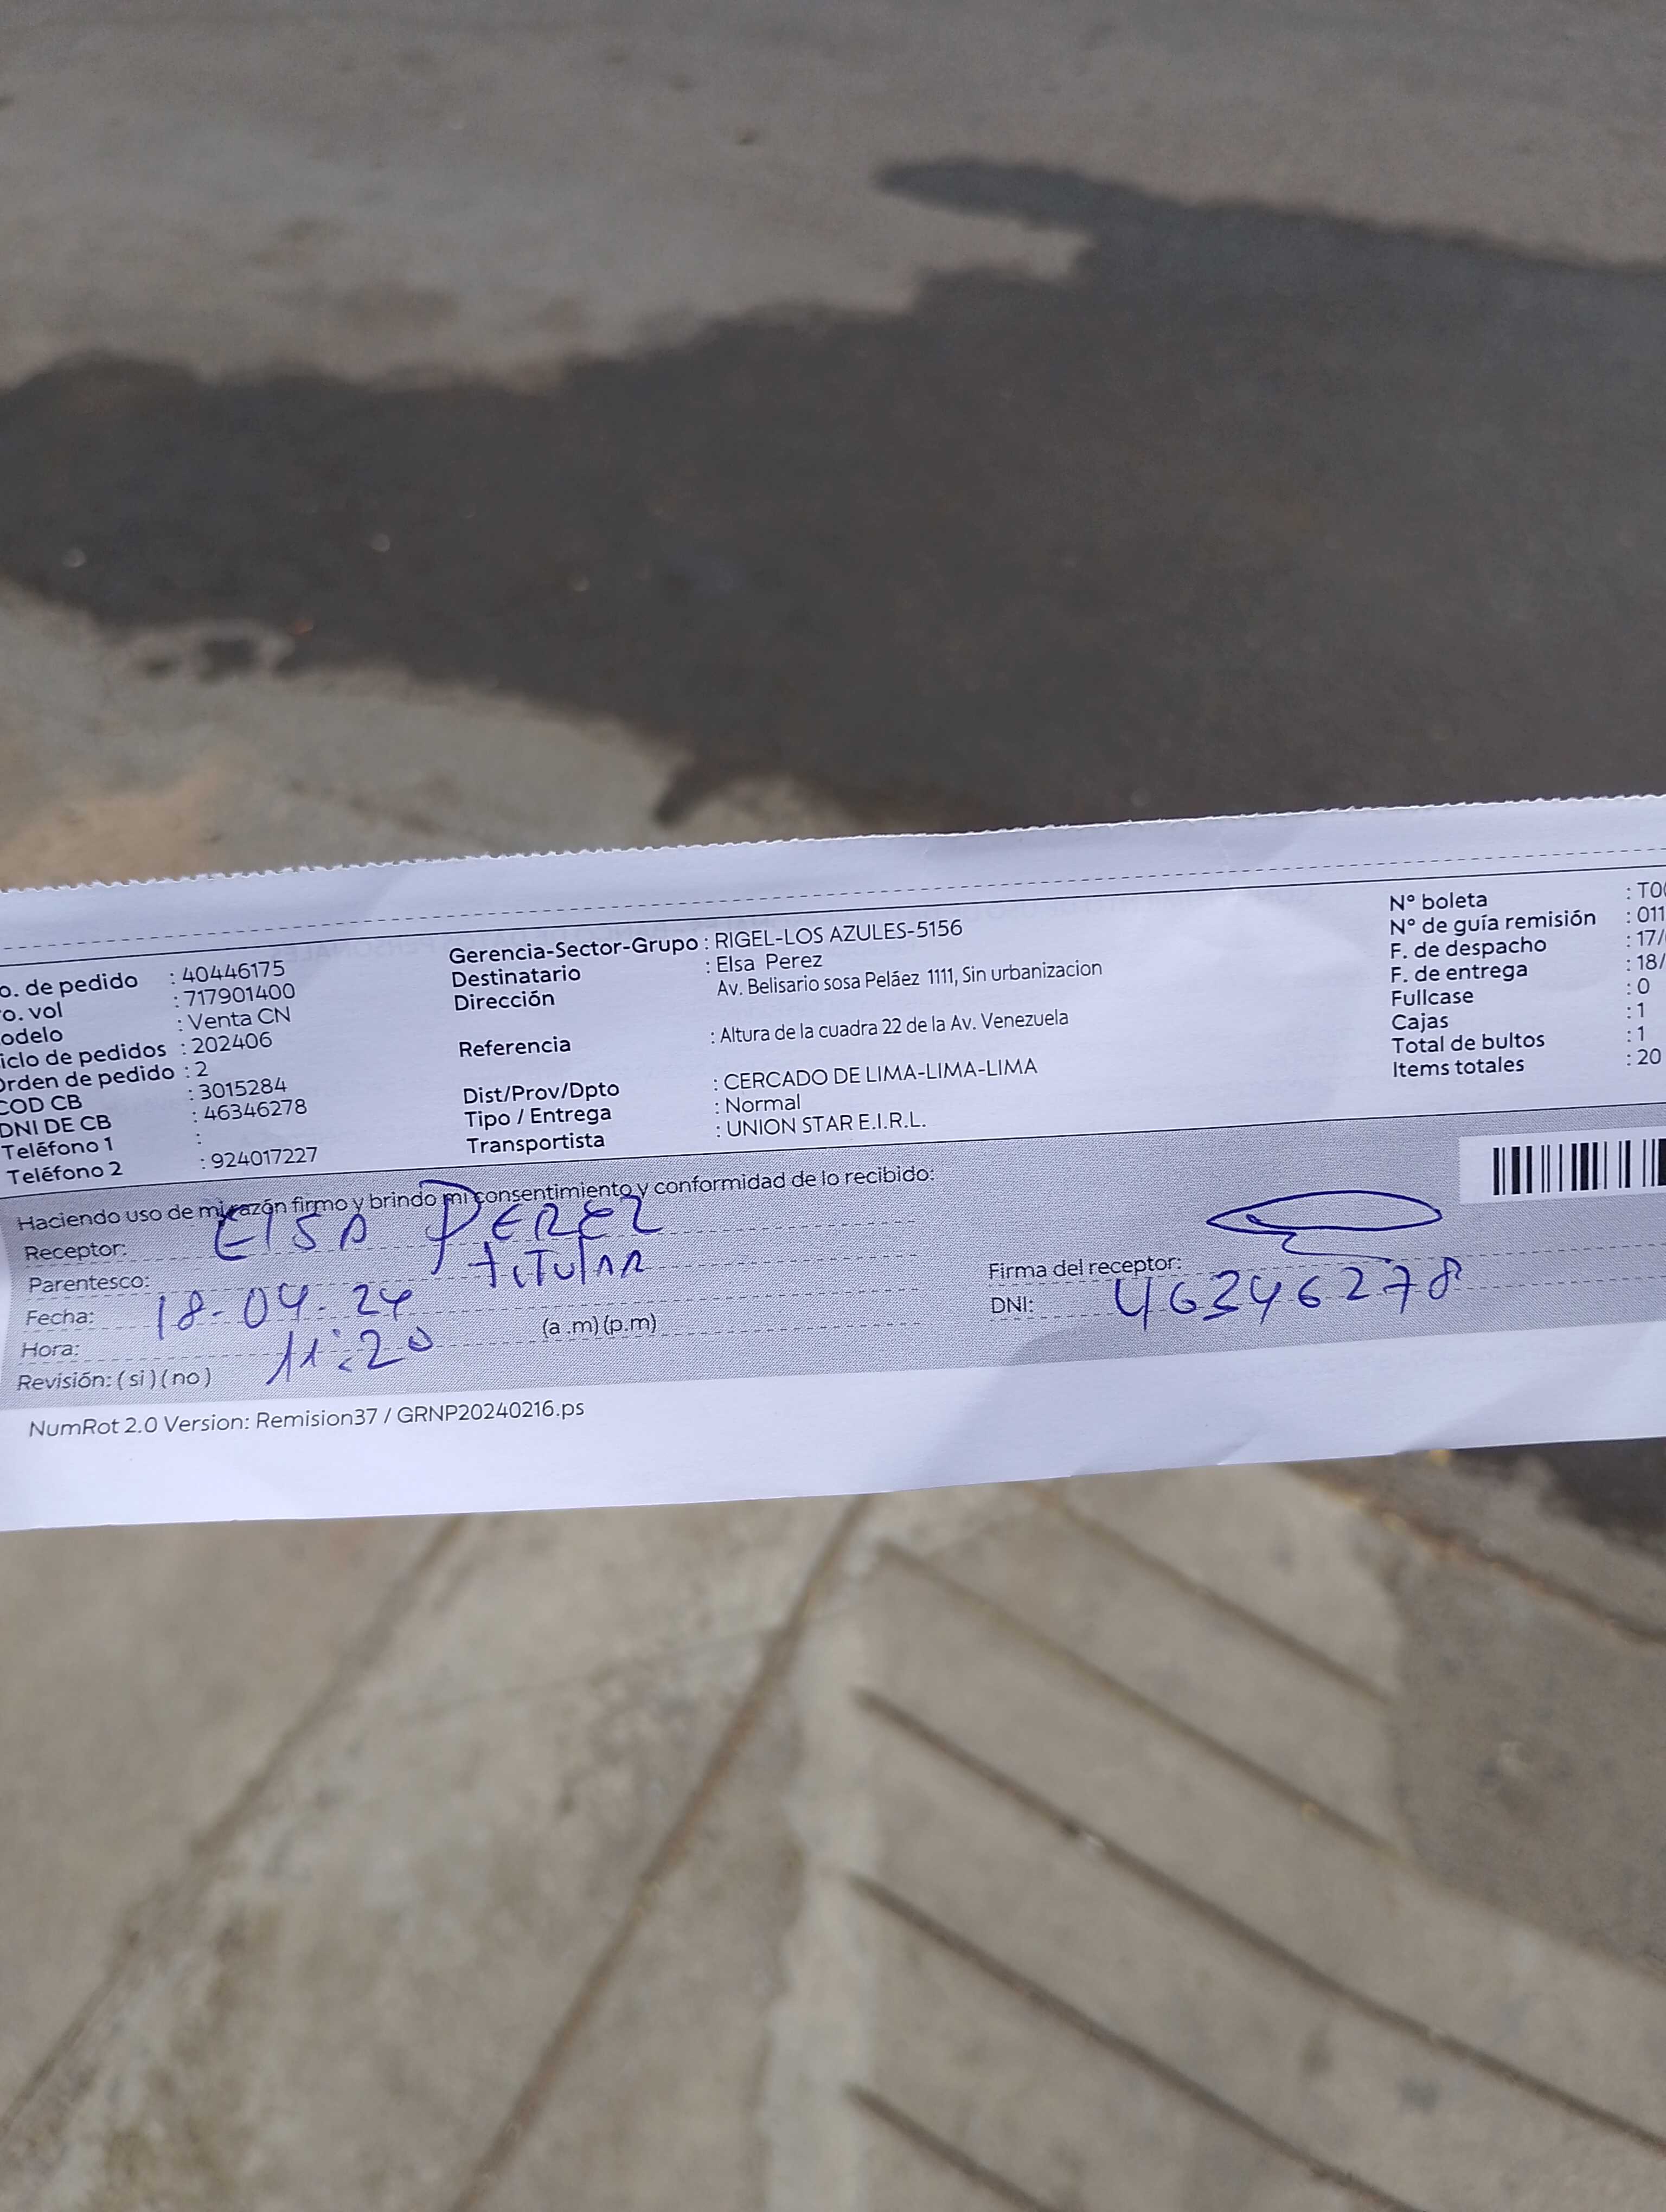 o. de pedido : 40446175
o. vol : 717901400
odelo : Venta CN
iclo de pedidos : 202406
Orden de pedido : 2
COD CB : 3015284
DNI DE CB : 46346278
Teléfono 1 :
Teléfono 2 : 924017227
Gerencia-Sector-Grupo : RIGEL-LOS AZULES-5156
Destinatario : Elsa Perez
Dirección Av. Belisario sosa Peláez 1111, Sin urbanizacion
Referencia : Altura de la cuadra 22 de la Av. Venezuela
Dist/Prov/Dpto : CERCADO DE LIMA-LIMA-LIMA
Tipo / Entrega : Normal
Transportista : UNION STAR E.I.R.L.
N° boleta : T00
N° de guía remisión : 011
F. de despacho : 17/
F. de entrega : 18/
Fullcase : 0
Cajas : 1
Total de bultos : 1
Items totales : 20
Haciendo uso de mi razón firmo y brindo mi consentimiento y conformidad de lo recibido:
Receptor: ElSA PEREZ
Parentesco: titular
Fecha: 18-04-24
Hora: 11:20 (a .m) (p.m)
Revisión: ( si ) ( no )
Firma del receptor:
DNI: 46346278
NumRot 2.0 Version: Remision37 / GRNP20240216.ps